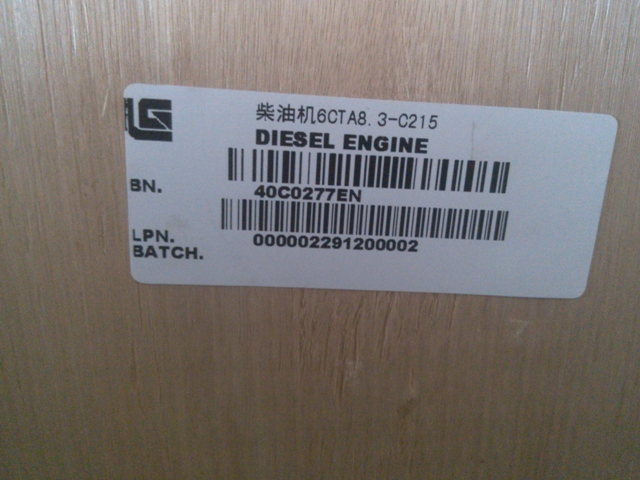 柴油机6CTA8.3-C215
DIESEL ENGINE
BN.
40C0277EN
LPN.
000002291200002
BATCH.